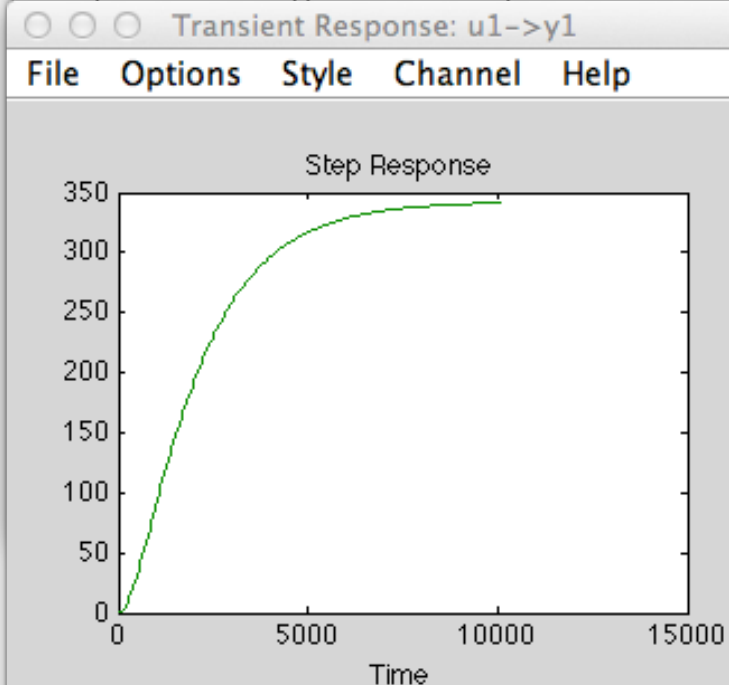 Transient Response: u1->y1
File Options Style Channel Help
Step Response
350
300
250
200
150
100
50
0
0 5000 10000 15000
Time